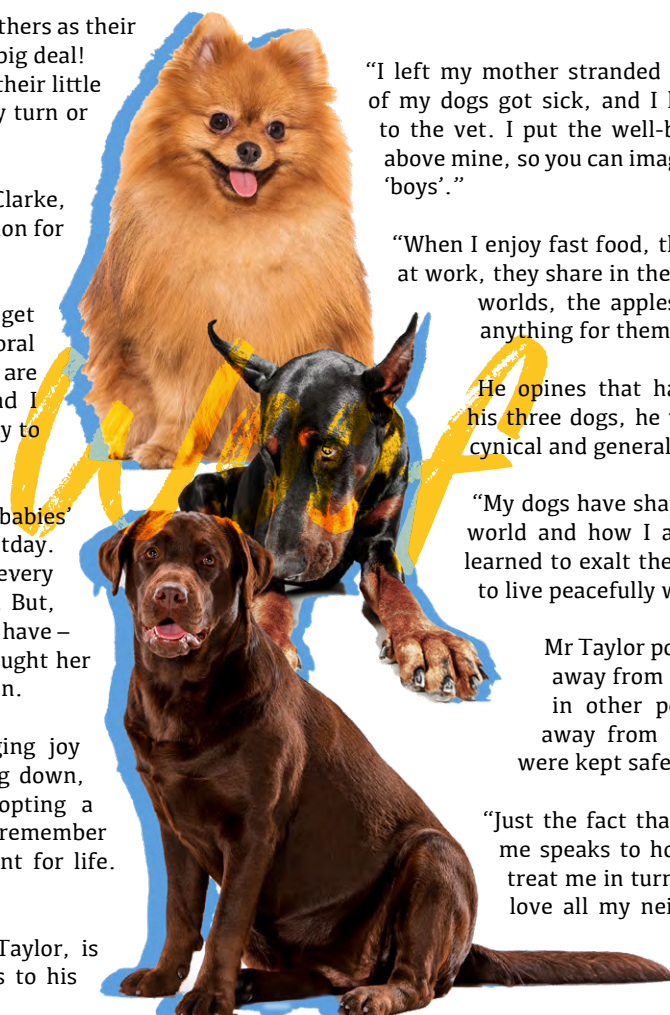 thers as their
big deal!
their little
y turn or
Clarke,
on for
get
oral
are
nd I
y to
babies’
tday.
every
. But,
have –
ught her
n.
ging joy
g down,
opting a
remember
nt for life.
Taylor, is
s to his
Woof
“I left my mother stranded
of my dogs got sick, and I
to the vet. I put the well-b
above mine, so you can imag
‘boys’.”
“When I enjoy fast food, th
at work, they share in the
worlds, the apples
anything for them
He opines that ha
his three dogs, he
cynical and general
“My dogs have sha
world and how I a
learned to exalt the
to live peacefully w
Mr Taylor po
away from
in other pe
away from
were kept safe
“Just the fact tha
me speaks to ho
treat me in turn
love all my nei